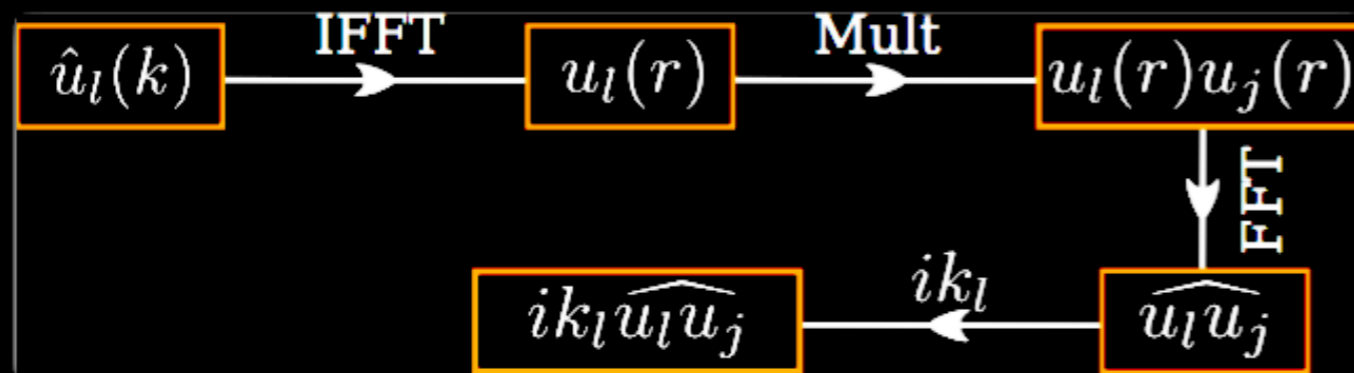 IFFT Mult
û_l(k) u_l(r) u_l(r)u_j(r)
FFT
ik_l
ik_l\widehat{u_l u_j} \widehat{u_l u_j}